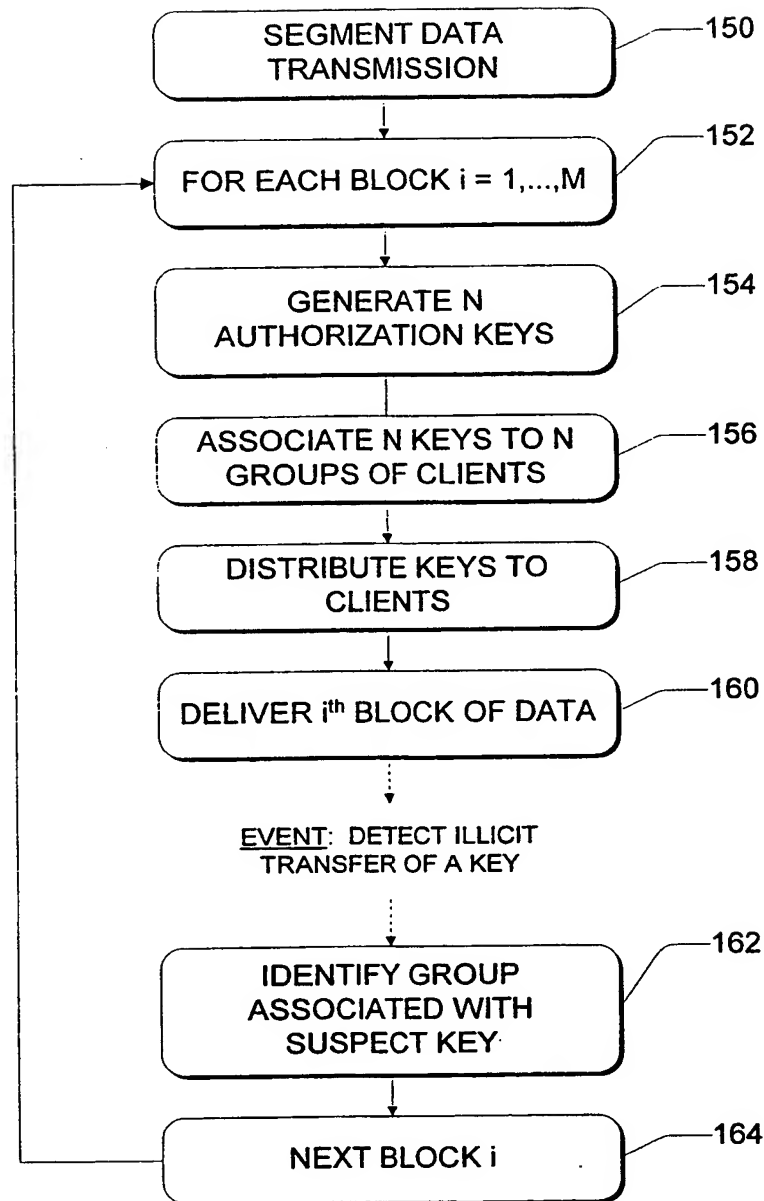 SEGMENT DATA
TRANSMISSION
150
FOR EACH BLOCK i = 1,...,M
152
GENERATE N
AUTHORIZATION KEYS
154
ASSOCIATE N KEYS TO N
GROUPS OF CLIENTS
156
DISTRIBUTE KEYS TO
CLIENTS
158
DELIVER ith BLOCK OF DATA
160
EVENT: DETECT ILLICIT
TRANSFER OF A KEY
IDENTIFY GROUP
ASSOCIATED WITH
SUSPECT KEY
162
NEXT BLOCK i
164